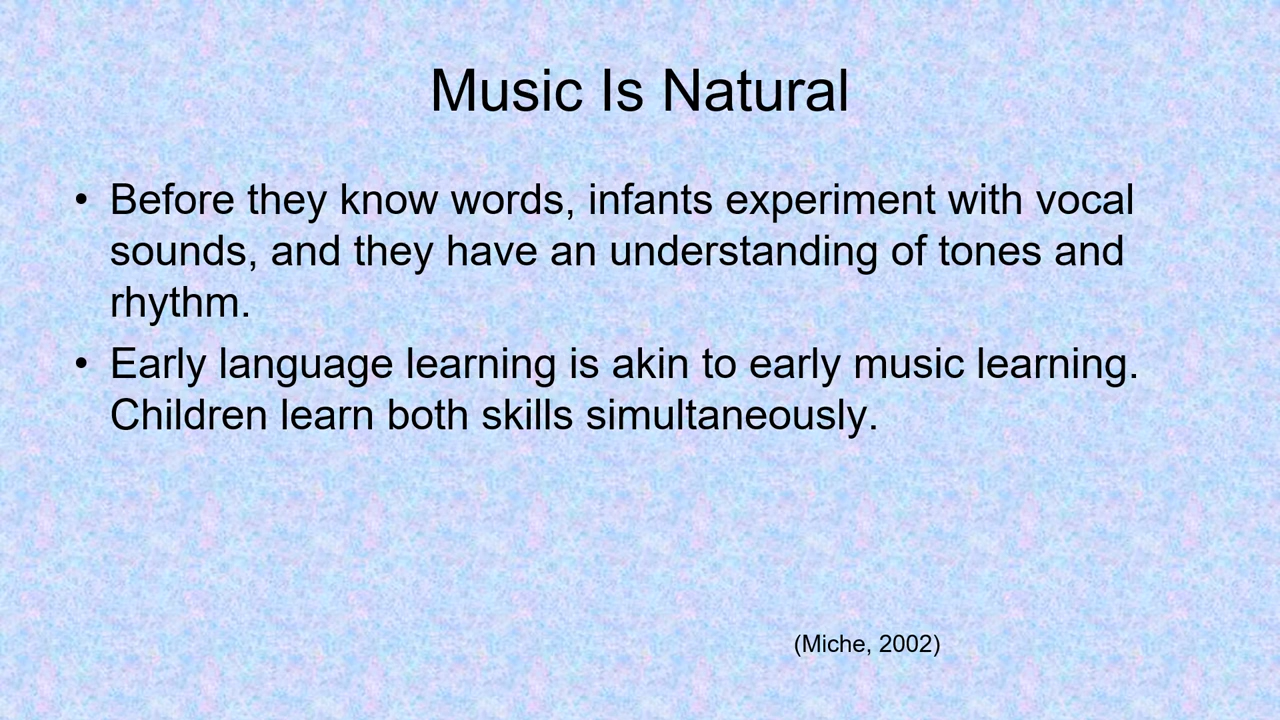 Music Is Natural
• Before they know words, infants experiment with vocal
sounds, and they have an understanding of tones and
rhythm.
• Early language learning is akin to early music learning.
Children learn both skills simultaneously.
(Miche, 2002)